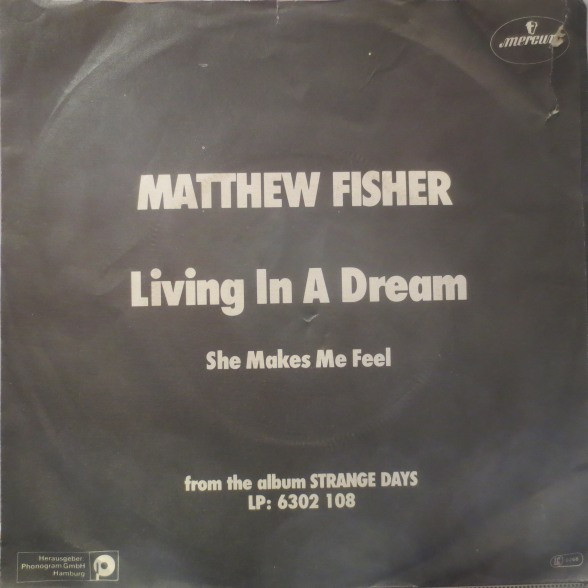 mercury
MATTHEW FISHER
Living In A Dream
She Makes Me Feel
from the album STRANGE DAYS
LP: 6302 108
Herausgeber:
Phonogram GmbH
Hamburg